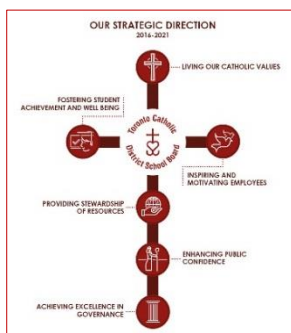 OUR STRATEGIC DIRECTION
2016-2021
LIVING OUR CATHOLIC VALUES
FOSTERING STUDENT
ACHIEVEMENT AND WELL BEING
Toronto Catholic
District School Board
INSPIRING AND
MOTIVATING EMPLOYEES
PROVIDING STEWARDSHIP
OF RESOURCES
ENHANCING PUBLIC
CONFIDENCE
ACHIEVING EXCELLENCE IN
GOVERNANCE